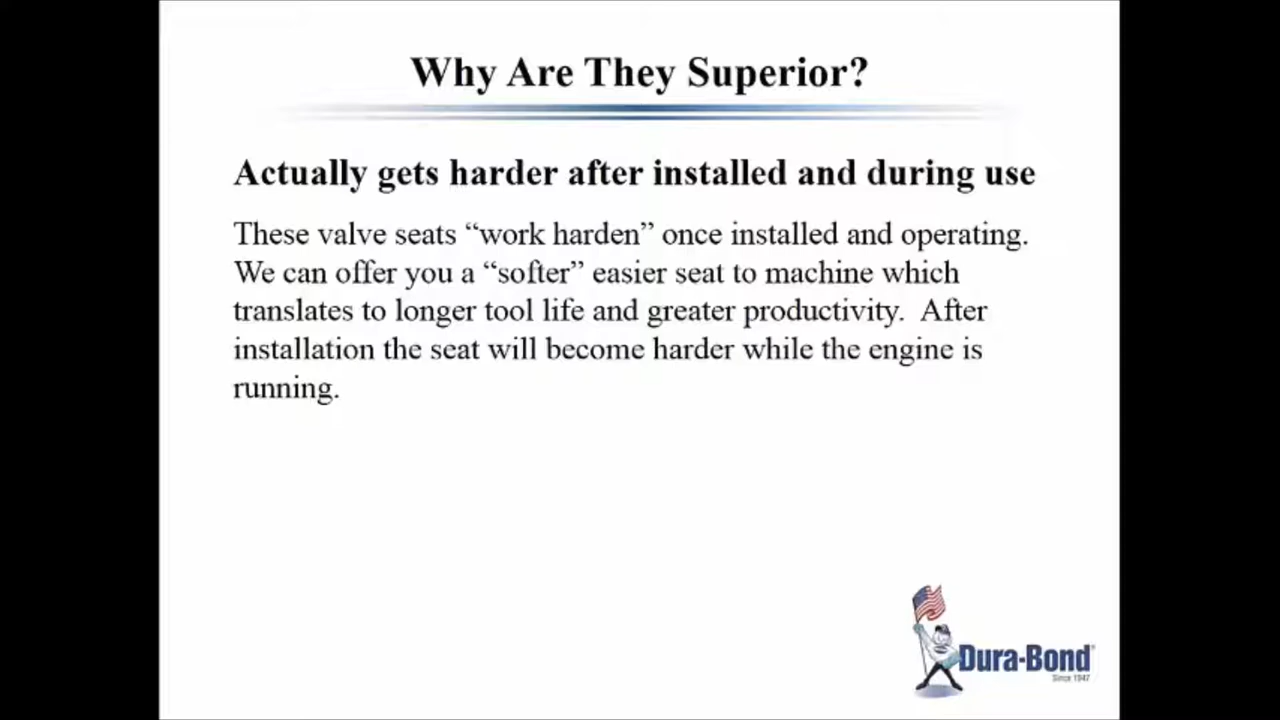 Why Are They Superior?
Actually gets harder after installed and during use
These valve seats “work harden” once installed and operating.
We can offer you a “softer” easier seat to machine which
translates to longer tool life and greater productivity.  After
installation the seat will become harder while the engine is
running.
Dura-Bond®
Since 1947